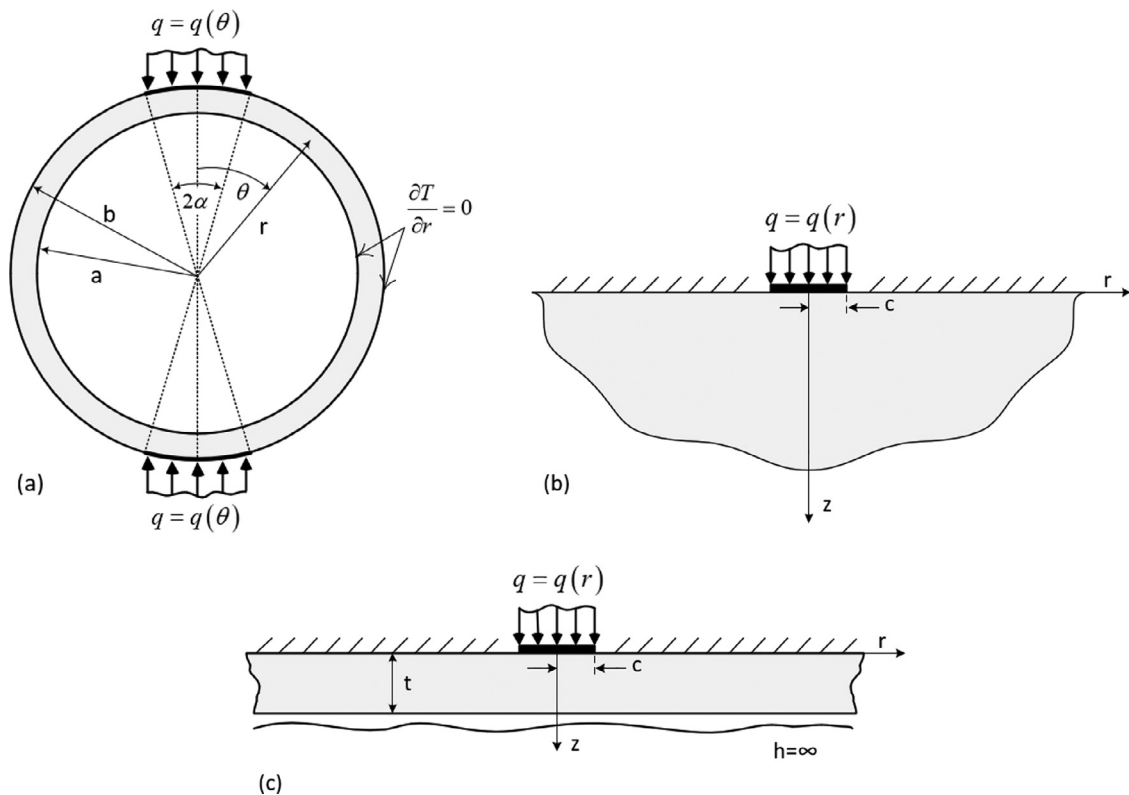 q = q(θ)
2α
θ
b
r
a
∂T/∂r = 0
q = q(θ)
(a)
q = q(r)
r
c
z
(b)
q = q(r)
r
c
t
z
h=∞
(c)